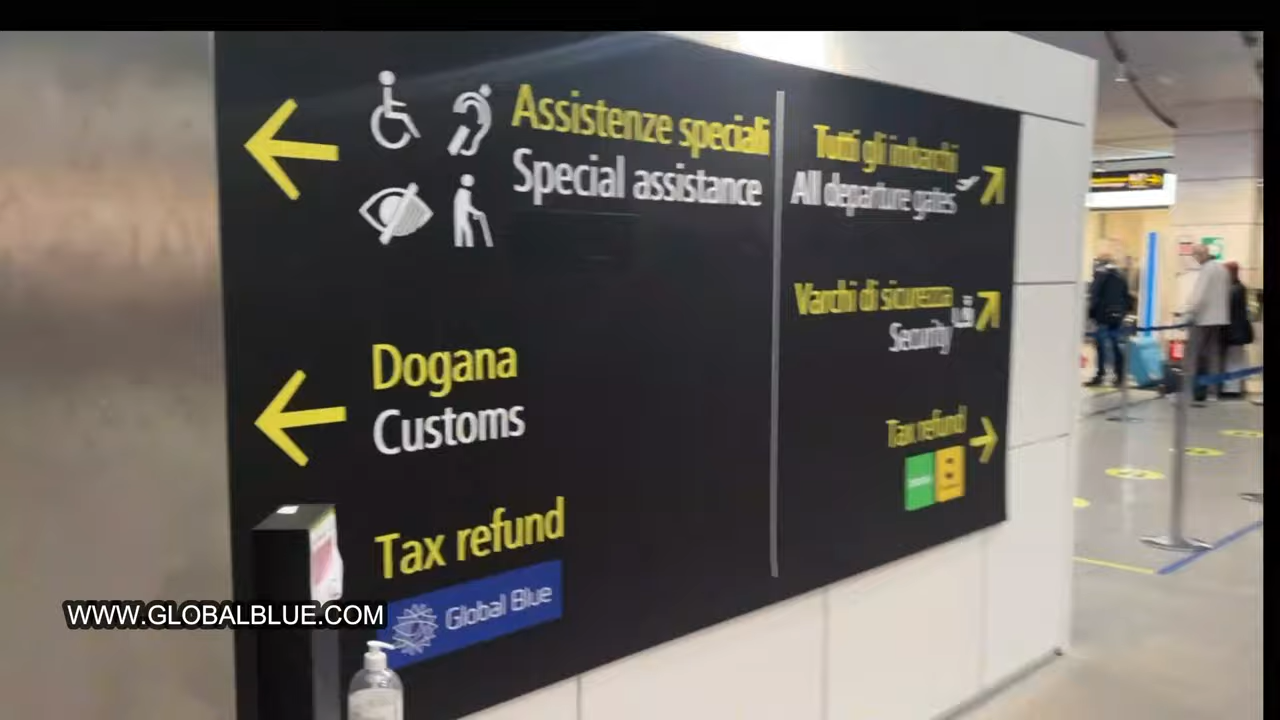 Assistenze speciali
Special assistance
Dogana
Customs
Tax refund
Global Blue
Tutti gli imbarchi
All departure gates
Varchi di sicurezza
Security
Tax refund
WWW.GLOBALBLUE.COM